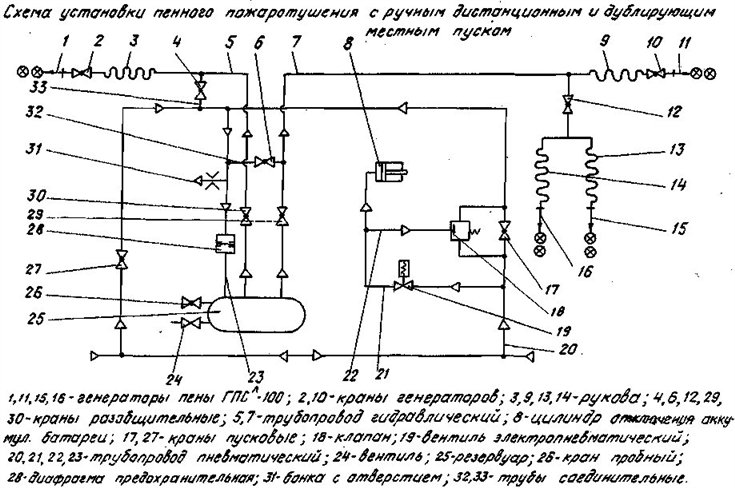 Схема установки пенного пожаротушения с ручным дистанционным и дублирующим
местным пуском
1 2 3 4 5 6 7 8 9 10 11
33
32
31
30
29
28
27
26
25
24 23 22 21 20
19
18
17
16 15
14
13
12
1,11,15,16-генераторы пены ГПСᴧ-100; 2,10-краны генераторов; 3,9,13,14-рукова; 4,6,12,29,
30-краны разобщительные; 5,7-трубопровод гидравлический; 8-цилиндр отключения акку-
мул. батареи; 17,27-краны пусковые; 18-клапан; 19-вентиль электропневматический;
20,21,22,23-трубопровод пневматический; 24-вентиль; 25-резервуар; 26-кран пробный;
28-диафрагма предохранительная; 31-бонка с отверстием; 32,33-трубы соединительные.